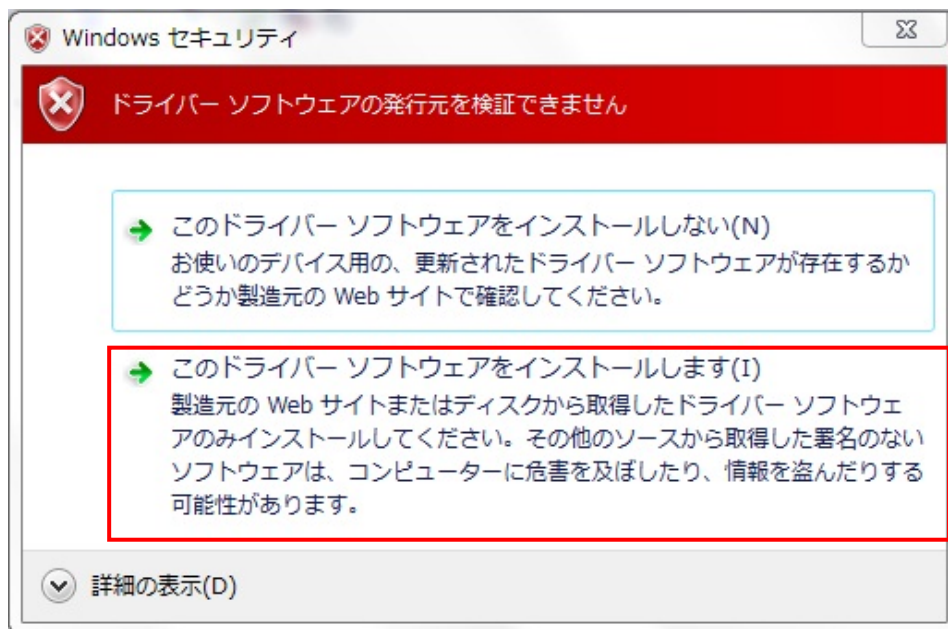 Windows セキュリティ
ドライバー ソフトウェアの発行元を検証できません
このドライバー ソフトウェアをインストールしない(N)
お使いのデバイス用の、更新されたドライバー ソフトウェアが存在するか
どうか製造元の Web サイトで確認してください。
このドライバー ソフトウェアをインストールします(I)
製造元の Web サイトまたはディスクから取得したドライバー ソフトウェ
アのみインストールしてください。その他のソースから取得した署名のない
ソフトウェアは、コンピューターに危害を及ぼしたり、情報を盗んだりする
可能性があります。
詳細の表示(D)